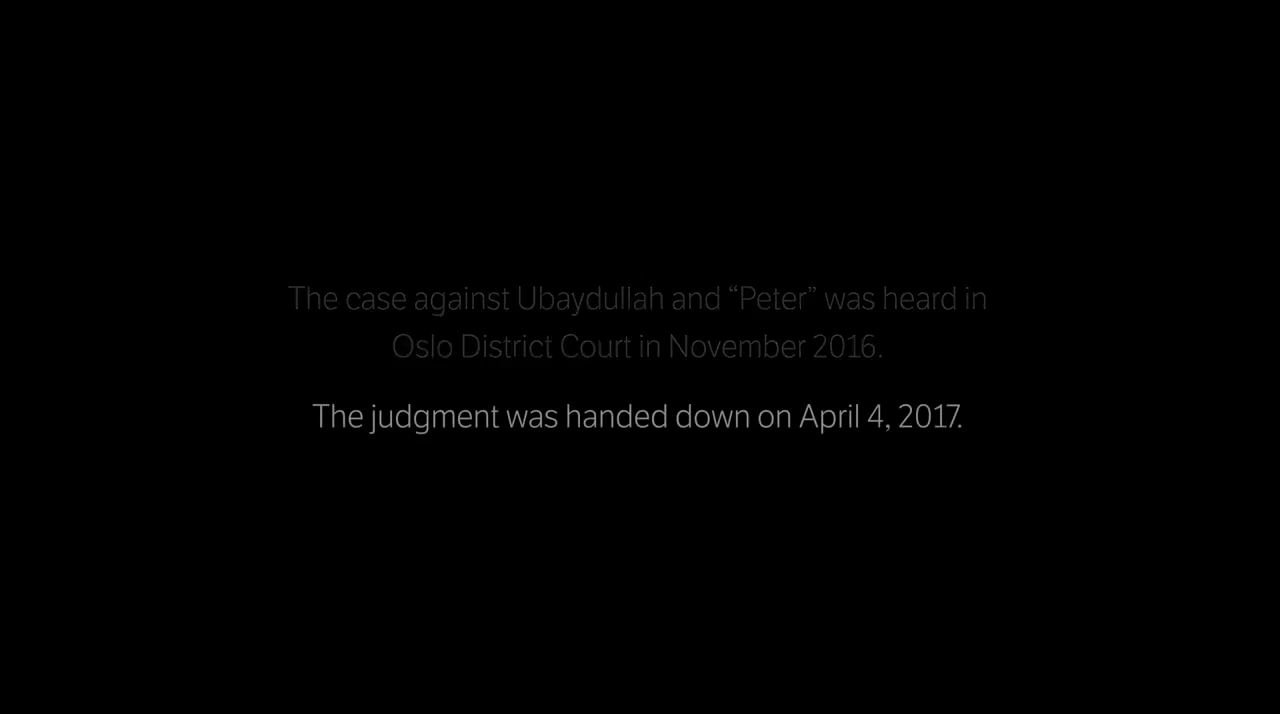 The case against Ubaydullah and “Peter” was heard in
Oslo District Court in November 2016.
The judgment was handed down on April 4, 2017.